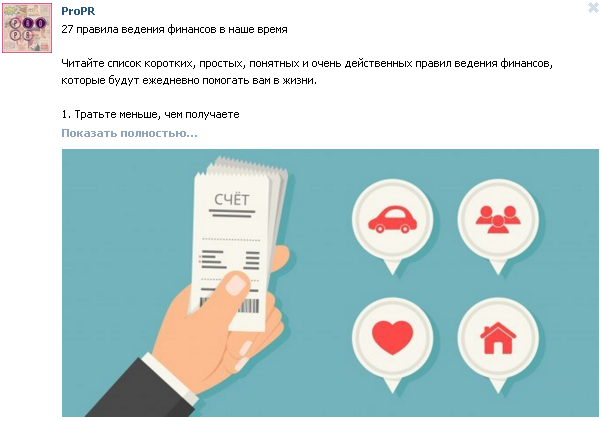 ProPR
27 правила ведения финансов в наше время
Читайте список коротких, простых, понятных и очень действенных правил ведения финансов,
которые будут ежедневно помогать вам в жизни.
1. Тратьте меньше, чем получаете
Показать полностью...
СЧЁТ